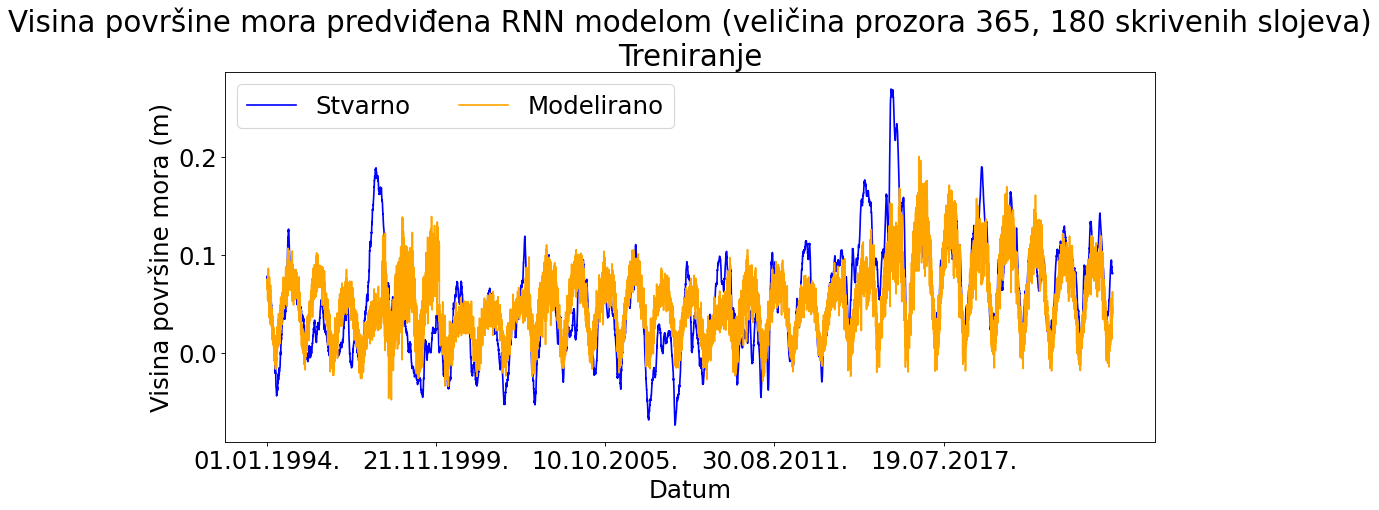 Visina površine mora predviđena RNN modelom (veličina prozora 365, 180 skrivenih slojeva)
Treniranje
Stvarno Modelirano
Visina površine mora (m)
0.2
0.1
0.0
01.01.1994. 21.11.1999. 10.10.2005. 30.08.2011. 19.07.2017.
Datum